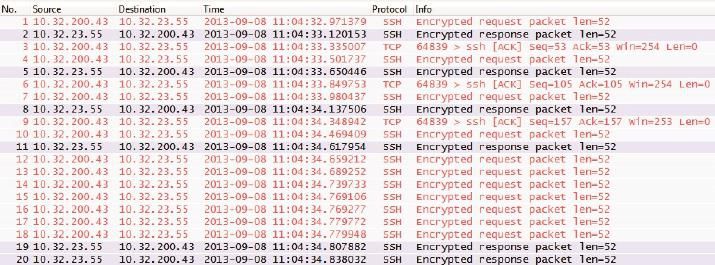 No. Source Destination Time Protocol Info
1 10.32.200.43 10.32.23.55 2013-09-08 11:04:32.971379 SSH Encrypted request packet len=52
2 10.32.23.55 10.32.200.43 2013-09-08 11:04:33.120153 SSH Encrypted response packet len=52
3 10.32.200.43 10.32.23.55 2013-09-08 11:04:33.335007 TCP 64839 > ssh [ACK] Seq=53 Ack=53 Win=254 Len=0
4 10.32.200.43 10.32.23.55 2013-09-08 11:04:33.501737 SSH Encrypted request packet len=52
5 10.32.23.55 10.32.200.43 2013-09-08 11:04:33.650446 SSH Encrypted response packet len=52
6 10.32.200.43 10.32.23.55 2013-09-08 11:04:33.849753 TCP 64839 > ssh [ACK] Seq=105 Ack=105 Win=254 Len=0
7 10.32.200.43 10.32.23.55 2013-09-08 11:04:33.980437 SSH Encrypted request packet len=52
8 10.32.23.55 10.32.200.43 2013-09-08 11:04:34.137506 SSH Encrypted response packet len=52
9 10.32.200.43 10.32.23.55 2013-09-08 11:04:34.348942 TCP 64839 > ssh [ACK] Seq=157 Ack=157 Win=253 Len=0
10 10.32.200.43 10.32.23.55 2013-09-08 11:04:34.469409 SSH Encrypted request packet len=52
11 10.32.23.55 10.32.200.43 2013-09-08 11:04:34.617954 SSH Encrypted response packet len=52
12 10.32.200.43 10.32.23.55 2013-09-08 11:04:34.659212 SSH Encrypted request packet len=52
13 10.32.200.43 10.32.23.55 2013-09-08 11:04:34.689252 SSH Encrypted request packet len=52
14 10.32.200.43 10.32.23.55 2013-09-08 11:04:34.739733 SSH Encrypted request packet len=52
15 10.32.200.43 10.32.23.55 2013-09-08 11:04:34.769106 SSH Encrypted request packet len=52
16 10.32.200.43 10.32.23.55 2013-09-08 11:04:34.769277 SSH Encrypted request packet len=52
17 10.32.200.43 10.32.23.55 2013-09-08 11:04:34.779772 SSH Encrypted request packet len=52
18 10.32.200.43 10.32.23.55 2013-09-08 11:04:34.779948 SSH Encrypted request packet len=52
19 10.32.23.55 10.32.200.43 2013-09-08 11:04:34.807882 SSH Encrypted response packet len=52
20 10.32.23.55 10.32.200.43 2013-09-08 11:04:34.838032 SSH Encrypted response packet len=52